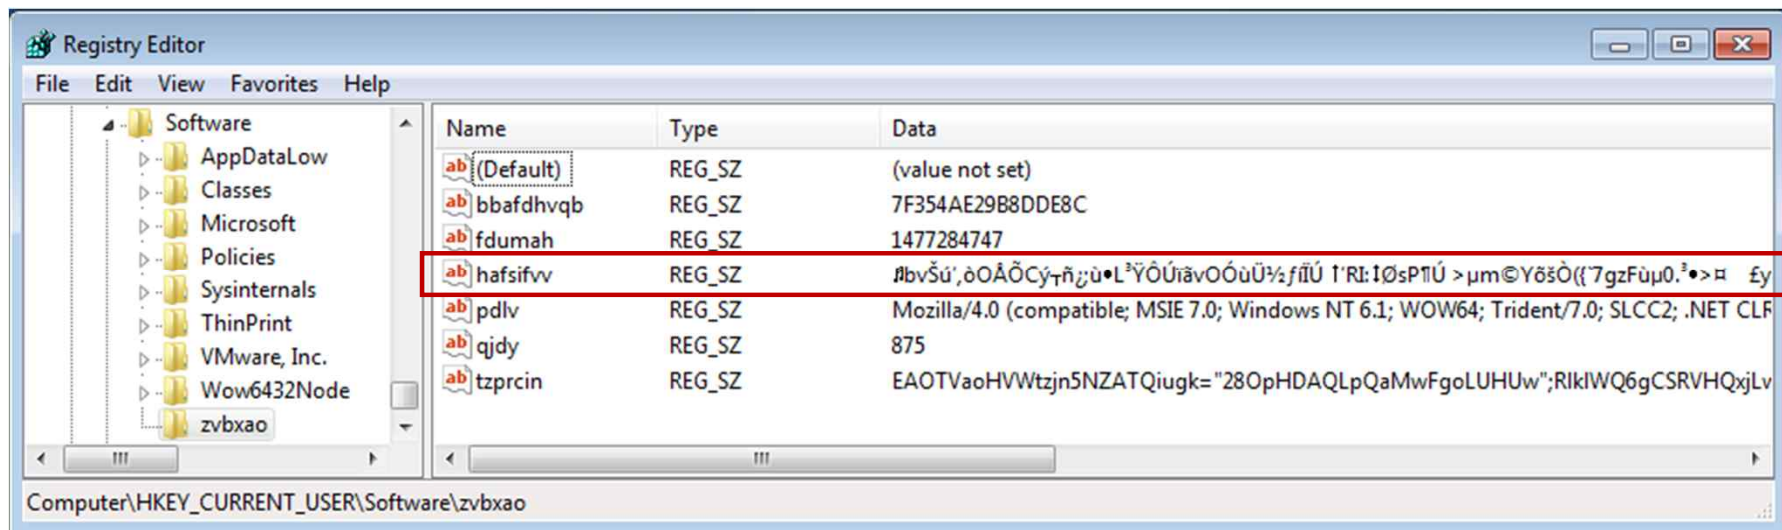 Registry Editor
File Edit View Favorites Help
Software
AppDataLow
Classes
Microsoft
Policies
Sysinternals
ThinPrint
VMware, Inc.
Wow6432Node
zvbxao
Name Type Data
(Default) REG_SZ (value not set)
bbafdhvqb REG_SZ 7F354AE29B8DDE8C
fdumah REG_SZ 1477284747
hafsifvv REG_SZ
pdlv REG_SZ Mozilla/4.0 (compatible; MSIE 7.0; Windows NT 6.1; WOW64; Trident/7.0; SLCC2; .NET CLR
qjdy REG_SZ 875
tzprcin REG_SZ
Computer\HKEY_CURRENT_USER\Software\zvbxao